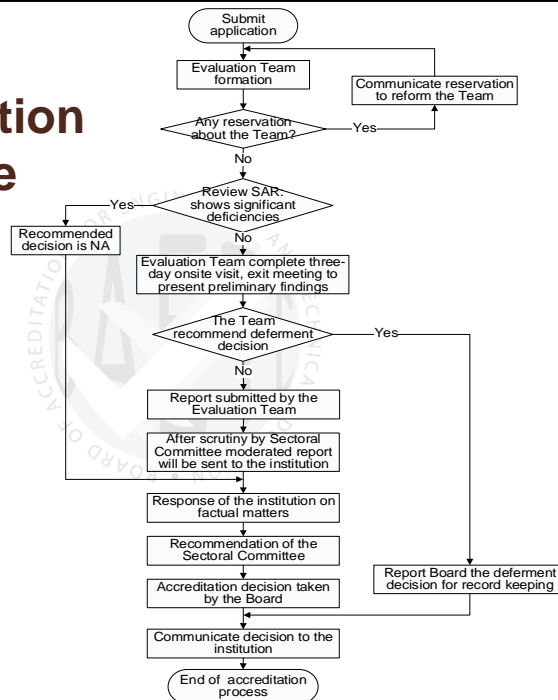 tion
e
Submit
application
Evaluation Team
formation
Communicate reservation
to reform the Team
Any reservation
about the Team?
Yes
No
Review SAR:
shows significant
deficiencies
Yes
Recommended
decision is NA
No
Evaluation Team complete three-
day onsite visit, exit meeting to
present preliminary findings
The Team
recommend deferment
decision
Yes
No
Report submitted by the
Evaluation Team
After scrutiny by Sectoral
Committee moderated report
will be sent to the institution
Response of the institution on
factual matters
Recommendation of the
Sectoral Committee
Report Board the deferment
decision for record keeping
Accreditation decision taken
by the Board
Communicate decision to the
institution
End of accreditation
process
BOARD OF ACCREDITATION FOR ENGIN